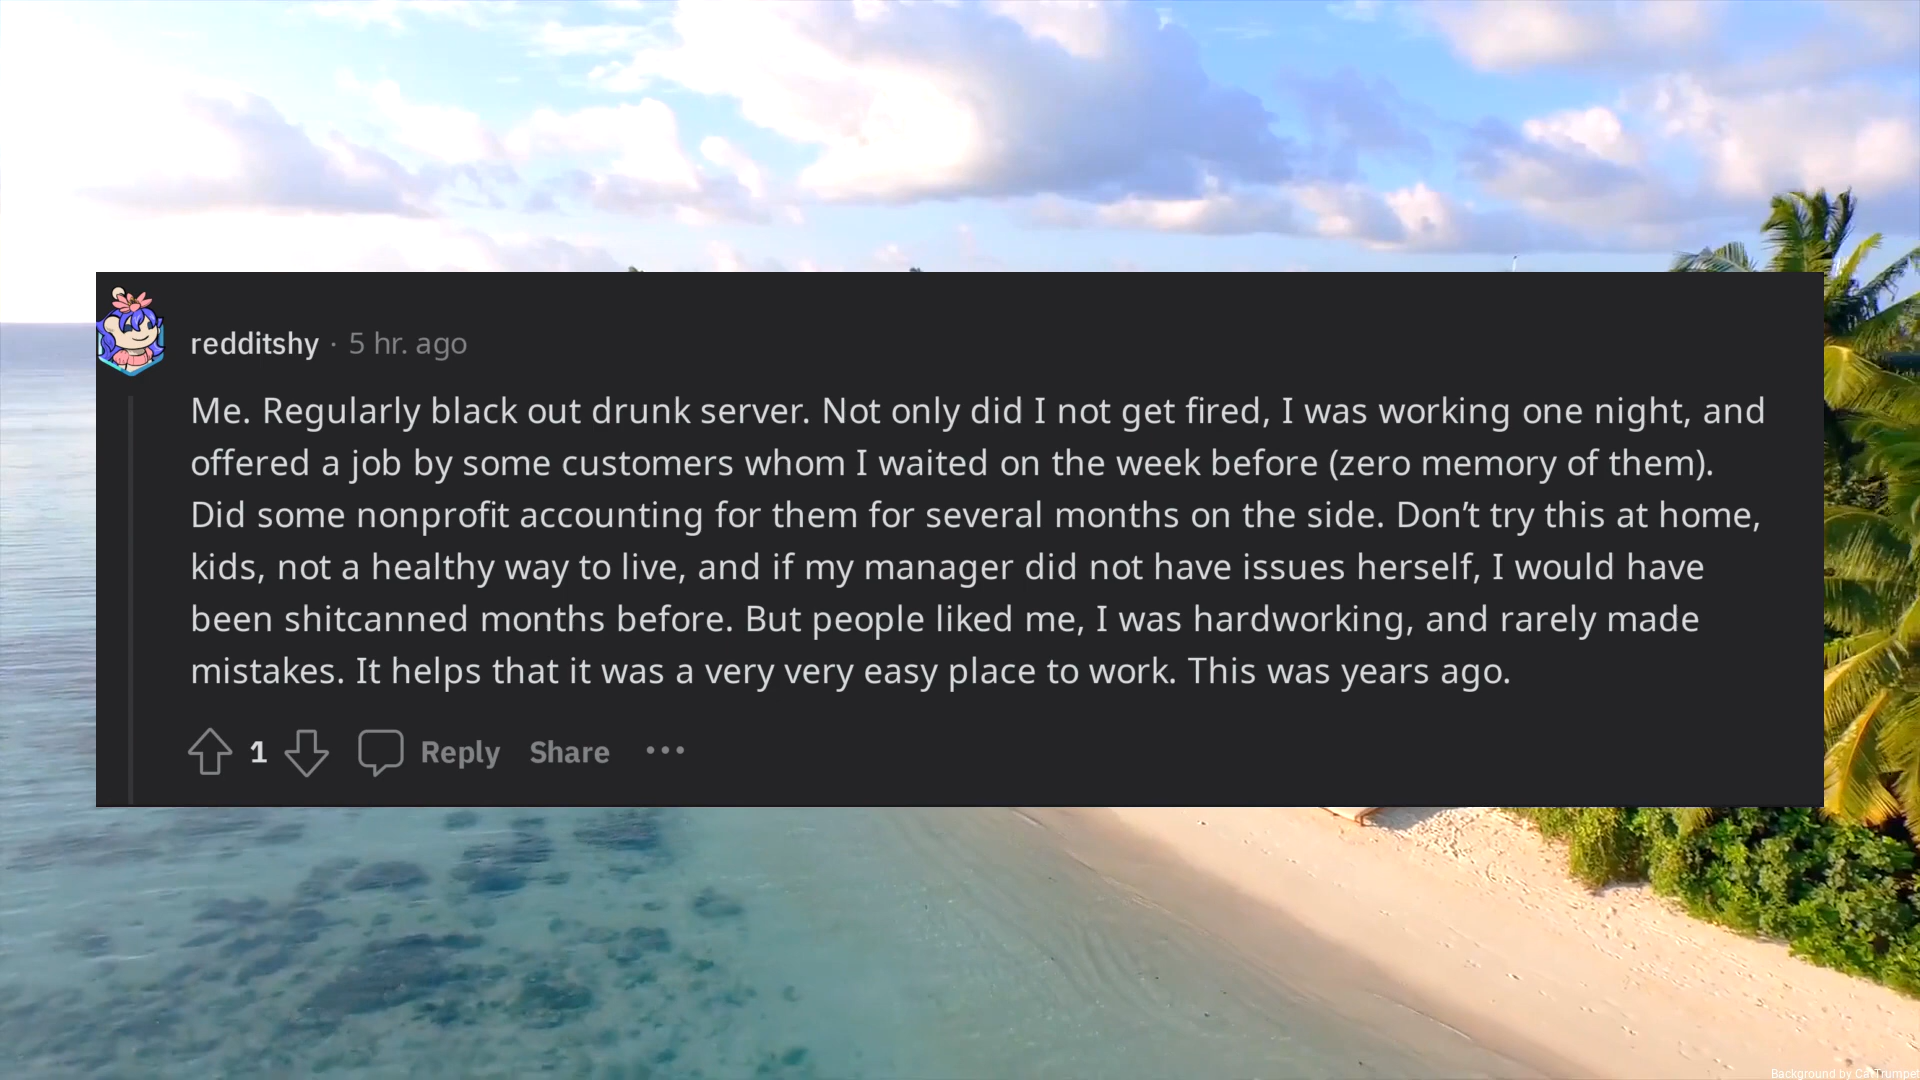 redditshy · 5 hr. ago
Me. Regularly black out drunk server. Not only did I not get fired, I was working one night, and
offered a job by some customers whom I waited on the week before (zero memory of them).
Did some nonprofit accounting for them for several months on the side. Don’t try this at home,
kids, not a healthy way to live, and if my manager did not have issues herself, I would have
been shitcanned months before. But people liked me, I was hardworking, and rarely made
mistakes. It helps that it was a very very easy place to work. This was years ago.
1 Reply Share ...
Background by CatTrumpet